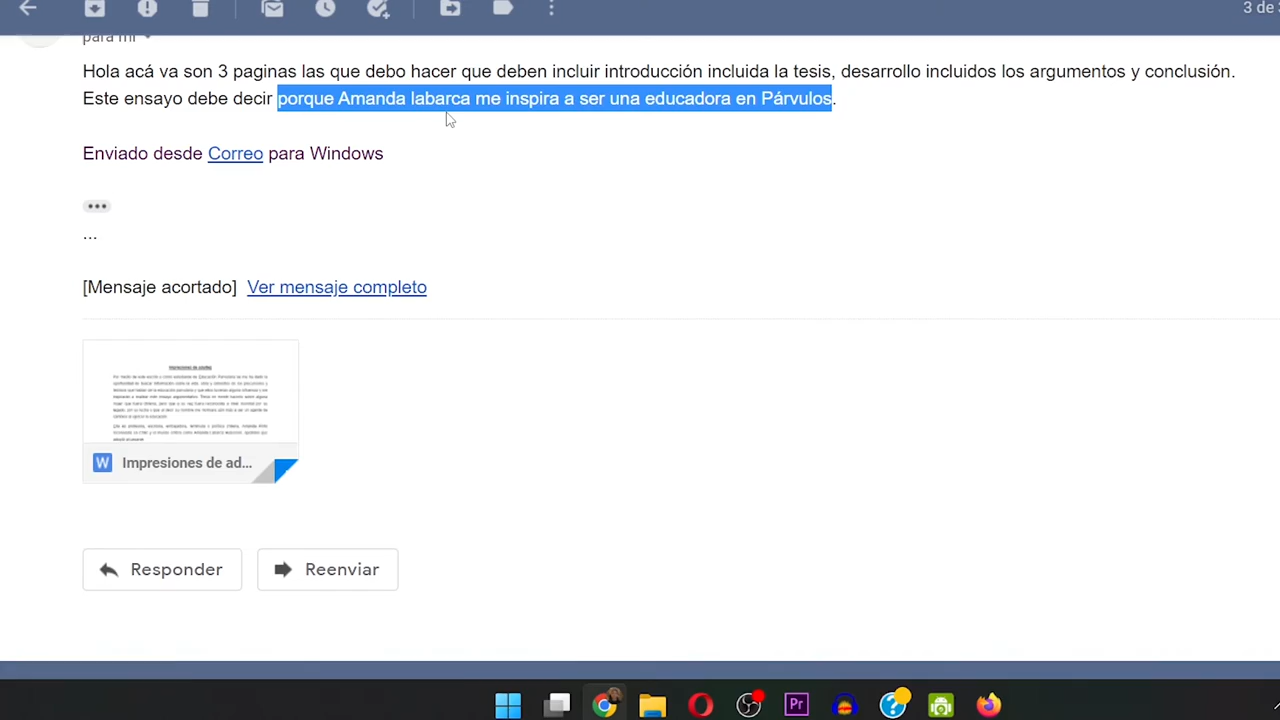 3 de
para mí
Hola acá va son 3 paginas las que debo hacer que deben incluir introducción incluida la tesis, desarrollo incluidos los argumentos y conclusión.
Este ensayo debe decir porque Amanda labarca me inspira a ser una educadora en Párvulos.
Enviado desde Correo para Windows
...
[Mensaje acortado] Ver mensaje completo
W Impresiones de ad...
Responder Reenviar
Pr